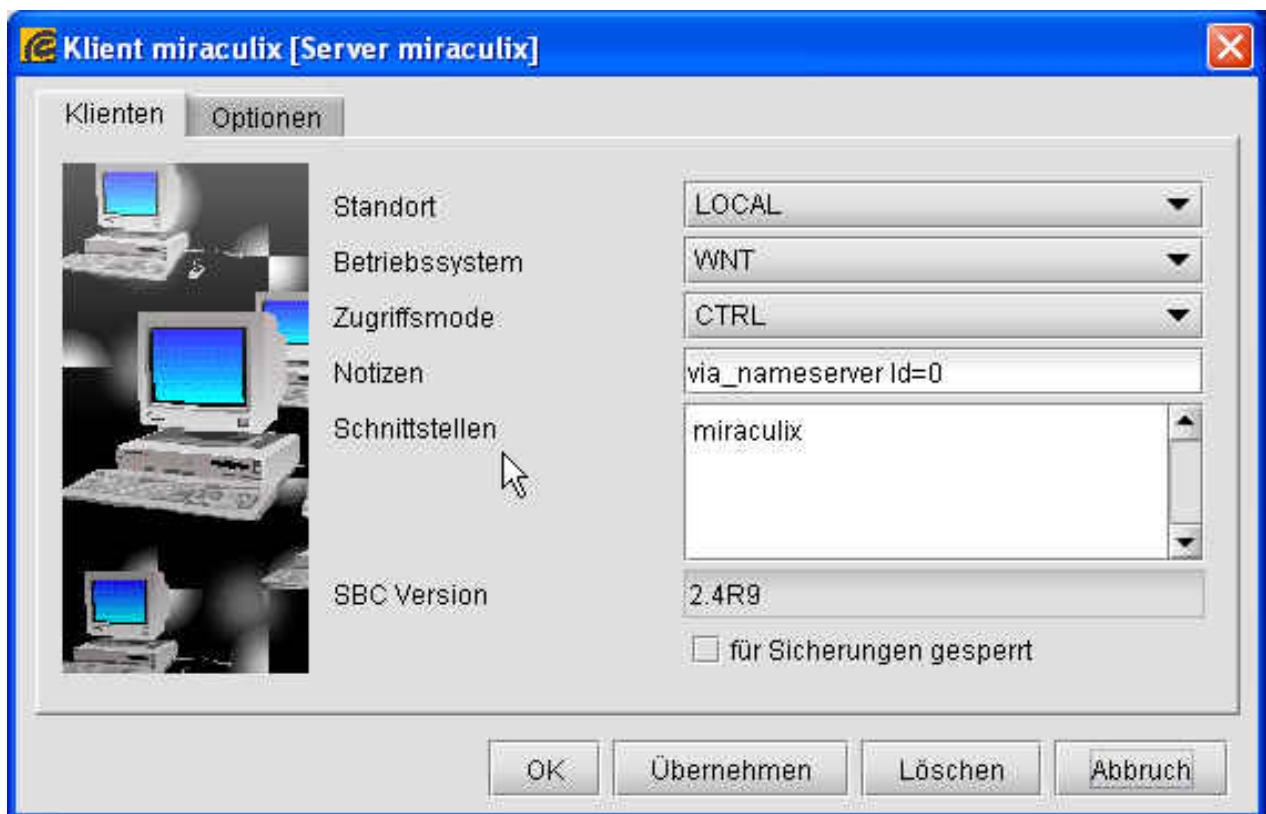 Klient miraculix [Server miraculix]
Klienten Optionen
Standort LOCAL
Betriebssystem WNT
Zugriffsmode CTRL
Notizen via_nameserver Id=0
Schnittstellen miraculix
SBC Version 2.4R9
für Sicherungen gesperrt
OK Übernehmen Löschen Abbruch